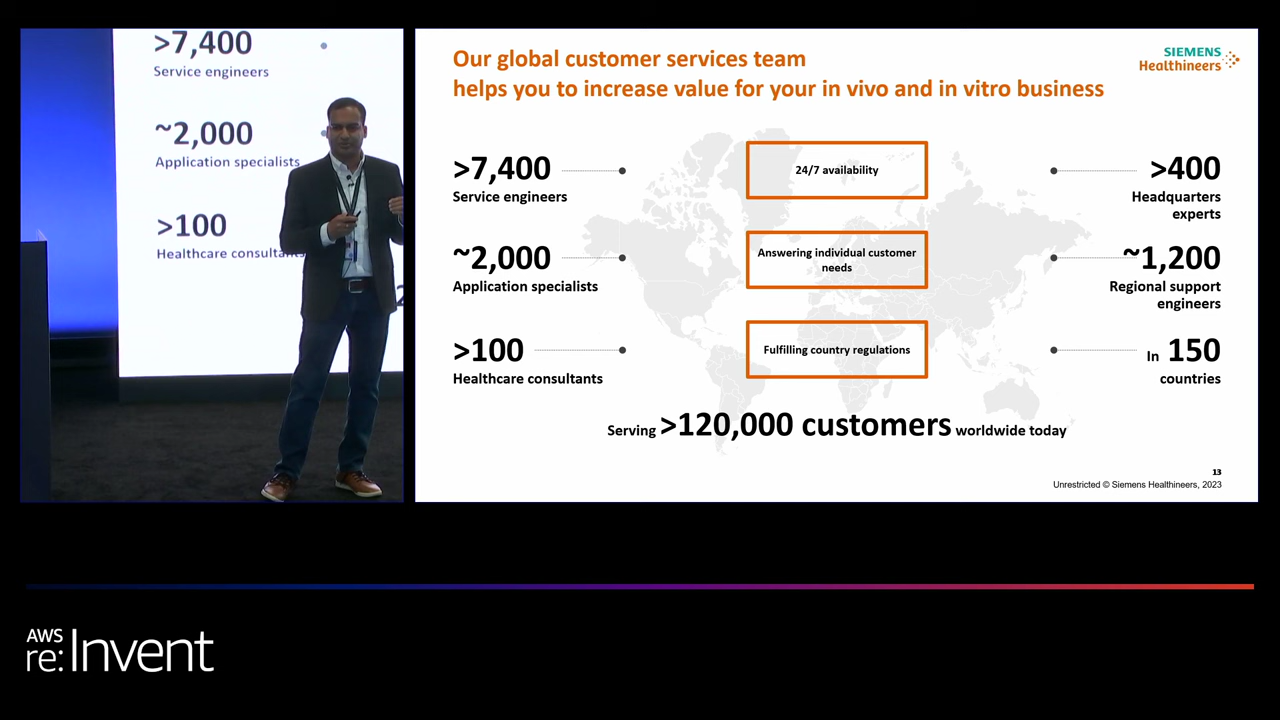 >7,400
Service engineers
~2,000
Application specialists
>100
Healthcare consultants
Our global customer services team
helps you to increase value for your in vivo and in vitro business
SIEMENS
Healthineers
>7,400
Service engineers
~2,000
Application specialists
>100
Healthcare consultants
24/7 availability
Answering individual customer
needs
Fulfilling country regulations
>400
Headquarters
experts
~1,200
Regional support
engineers
In 150
countries
Serving >120,000 customers worldwide today
13
Unrestricted © Siemens Healthineers, 2023
AWS
re:Invent